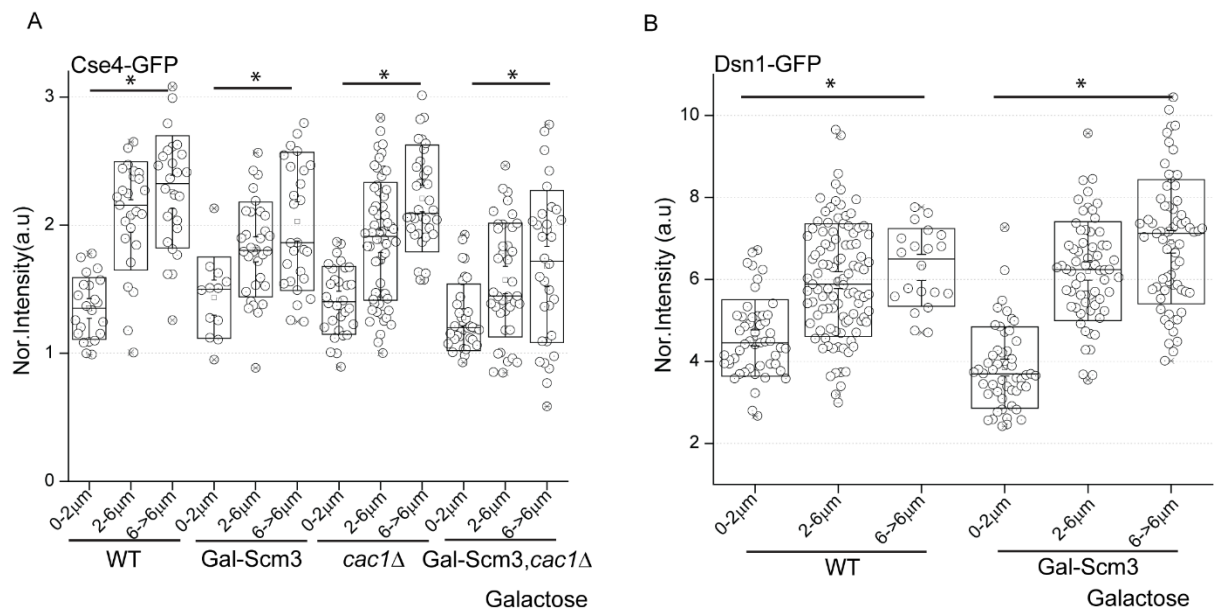 A
Cse4-GFP
*
*
*
*
3
2
1
0
Nor.Intensity(a.u)
0-2µm
2-6µm
6->6µm
0-2µm
2-6µm
6->6µm
0-2µm
2-6µm
6->6µm
0-2µm
2-6µm
6->6µm
WT
Gal-Scm3
cac1Δ
Gal-Scm3,cac1Δ
Galactose
B
Dsn1-GFP
*
*
10
8
6
4
2
Nor.Intensity (a.u)
0-2µm
2-6µm
6->6µm
0-2µm
2-6µm
6->6µm
WT
Gal-Scm3
Galactose